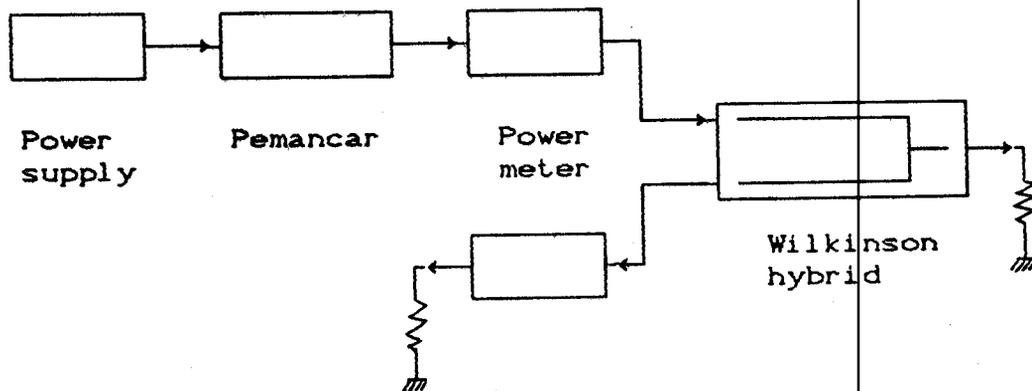 Power
supply
Pemancar
Power
meter
Wilkinson
hybrid